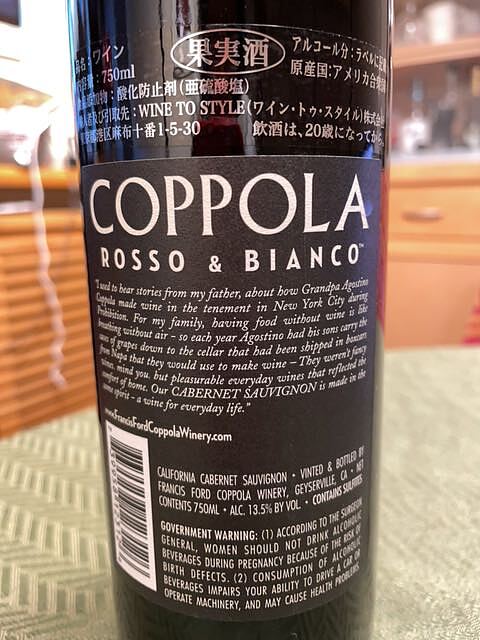 ワイン
果実酒
アルコール分:ラベルに
750ml
原産国:アメリカ合
酸化防止剤(亜硫酸塩)
引取先:WINE TO STYLE(ワイン・トゥ・スタイル)株式
区麻布十番1-5-30 飲酒は、20歳になってか
COPPOLA
ROSSO & BIANCO™
"I used to hear stories from my father, about how Grandpa Agostino
Coppola made wine in the tenement in New York City during
Prohibition. For my family, having food without wine is like
breathing without air – so each year Agostino had his sons carry the
cases of grapes down to the cellar that had been shipped in boxcars
from Napa that they would use to make wine – They weren't fancy
wines, mind you, but pleasurable everyday wines that reflected the
comfort of home. Our CABERNET SAUVIGNON is made in the
spirit – a wine for everyday life."
www.FrancisFordCoppolaWinery.com
CALIFORNIA CABERNET SAUVIGNON • VINTED & BOTTLED BY
FRANCIS FORD COPPOLA WINERY, GEYSERVILLE, CA • NET
CONTENTS 750ML • ALC. 13.5% BY VOL. • CONTAINS SULFITES
GOVERNMENT WARNING: (1) ACCORDING TO THE SURGEON
GENERAL, WOMEN SHOULD NOT DRINK ALCOHOLIC
BEVERAGES DURING PREGNANCY BECAUSE OF THE RISK OF
BIRTH DEFECTS. (2) CONSUMPTION OF ALCOHOLIC
BEVERAGES IMPAIRS YOUR ABILITY TO DRIVE A CAR OR
OPERATE MACHINERY, AND MAY CAUSE HEALTH PROBLEMS